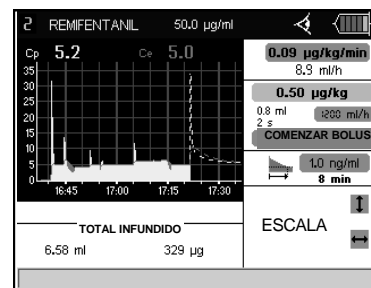 2 REMIFENTANIL 50.0 µg/ml
Cp 5.2 Ce 5.0
35
30
25
20
15
10
5
0
16:45 17:00 17:15 17:30
TOTAL INFUNDIDO
6.58 ml 329 µg
0.09 µg/kg/min
8.9 ml/h
0.50 µg/kg
0.8 ml 1200 ml/h
2 s
COMENZAR BOLUS
1.0 ng/ml
8 min
ESCALA